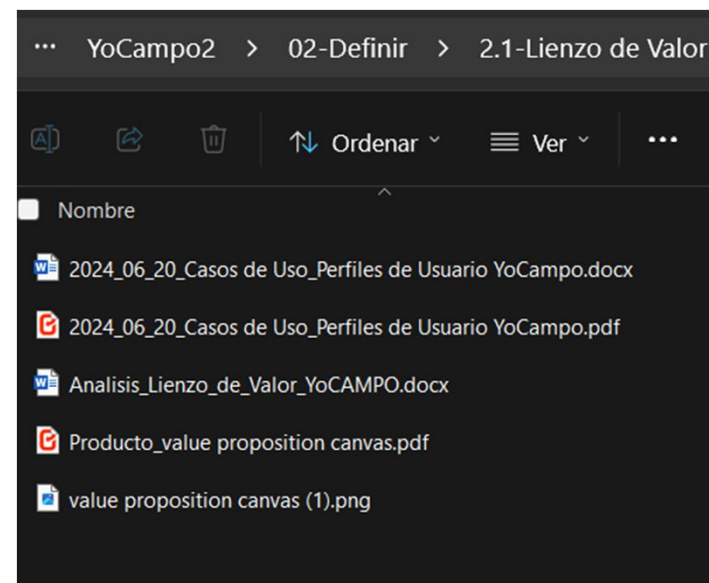 ··· YoCampo2 > 02-Definir > 2.1-Lienzo de Valor
Ordenar Ver ···
Nombre
2024_06_20_Casos de Uso_Perfiles de Usuario YoCampo.docx
2024_06_20_Casos de Uso_Perfiles de Usuario YoCampo.pdf
Analisis_Lienzo_de_Valor_YoCAMPO.docx
Producto_value proposition canvas.pdf
value proposition canvas (1).png